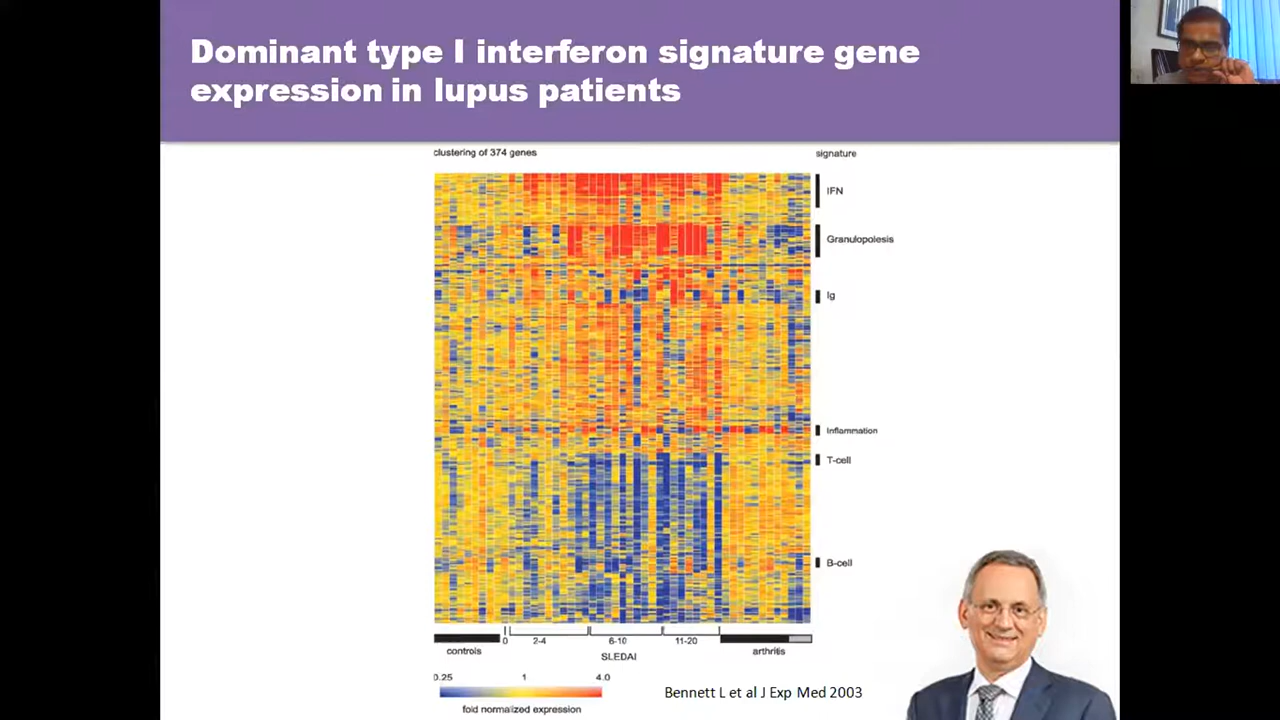 Dominant type I interferon signature gene
expression in lupus patients
clustering of 374 genes
signature
IFN
Granulopoiesis
Ig
Inflammation
T-cell
B-cell
0
2-4
6-10
11-20
controls
SLEDAI
arthritis
0.25
1
4.0
fold normalized expression
Bennett L et al J Exp Med 2003